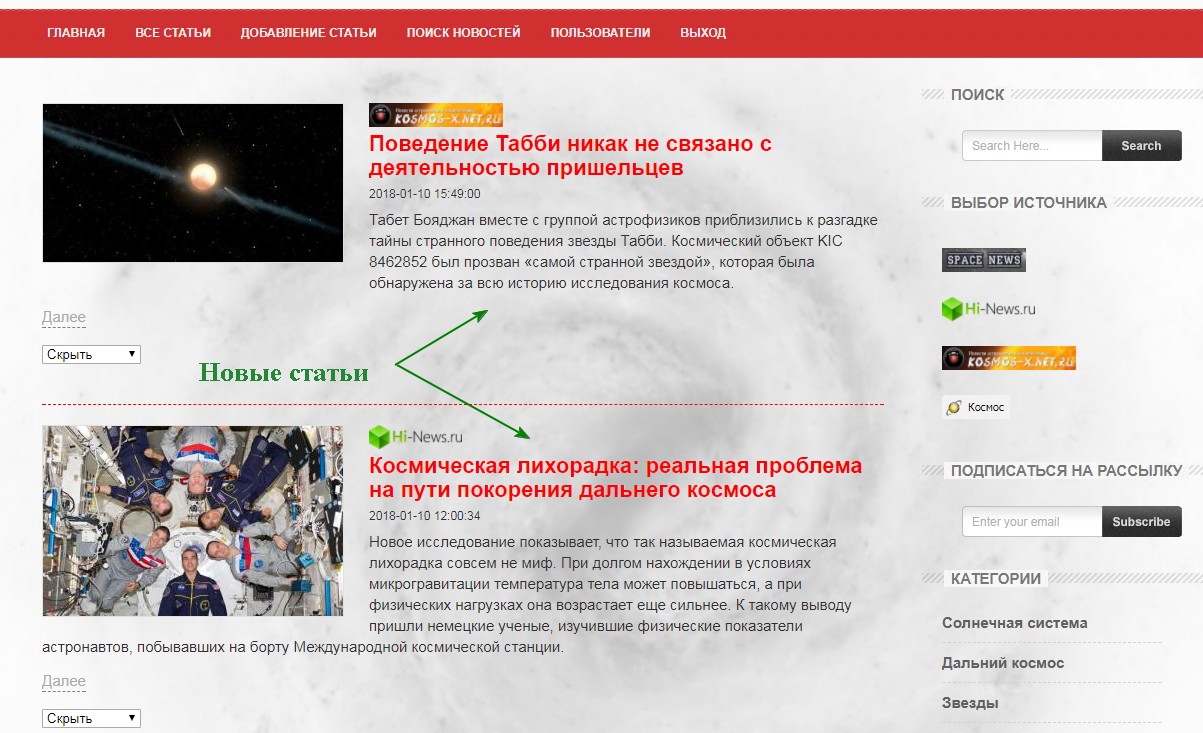 ГЛАВНАЯ ВСЕ СТАТЬИ ДОБАВЛЕНИЕ СТАТЬИ ПОИСК НОВОСТЕЙ ПОЛЬЗОВАТЕЛИ ВЫХОД
KOSMOS-X.NET.RU
Поведение Табби никак не связано с
деятельностью пришельцев
2018-01-10 15:49:00
Табет Бояджан вместе с группой астрофизиков приблизились к разгадке
тайны странного поведения звезды Табби. Космический объект KIC
8462852 был прозван «самой странной звездой», которая была
обнаружена за всю историю исследования космоса.
Далее
Скрыть
Новые статьи
Hi-News.ru
Космическая лихорадка: реальная проблема
на пути покорения дальнего космоса
2018-01-10 12:00:34
Новое исследование показывает, что так называемая космическая
лихорадка совсем не миф. При долгом нахождении в условиях
микрогравитации температура тела может повышаться, а при
физических нагрузках она возрастает еще сильнее. К такому выводу
пришли немецкие ученые, изучившие физические показатели
астронавтов, побывавших на борту Международной космической станции.
Далее
Скрыть
ПОИСК
Search Here... Search
ВЫБОР ИСТОЧНИКА
SPACE NEWS
Hi-News.ru
KOSMOS-X.NET.RU
Космос
ПОДПИСАТЬСЯ НА РАССЫЛКУ
Enter your email Subscribe
КАТЕГОРИИ
Солнечная система
Дальний космос
Звезды